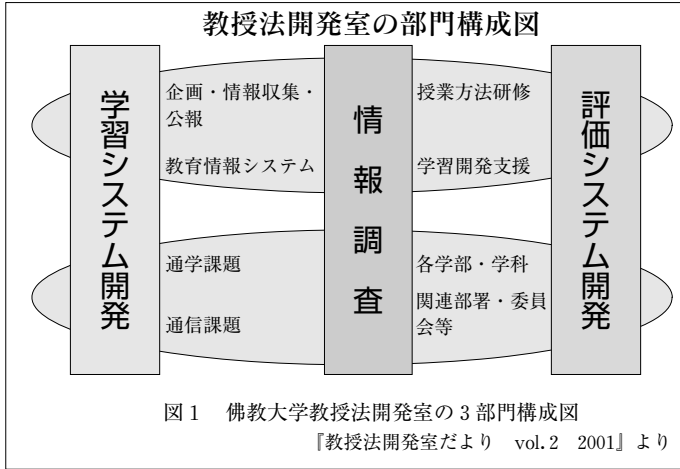 教授法開発室の部門構成図
学習システム開発
企画・情報収集・
公報
教育情報システム
通学課題
通信課題
情報調査
授業方法研修
学習開発支援
各学部・学科
関連部署・委員
会等
評価システム開発
図1 佛教大学教授法開発室の3部門構成図
『教授法開発室だより vol.2 2001』より